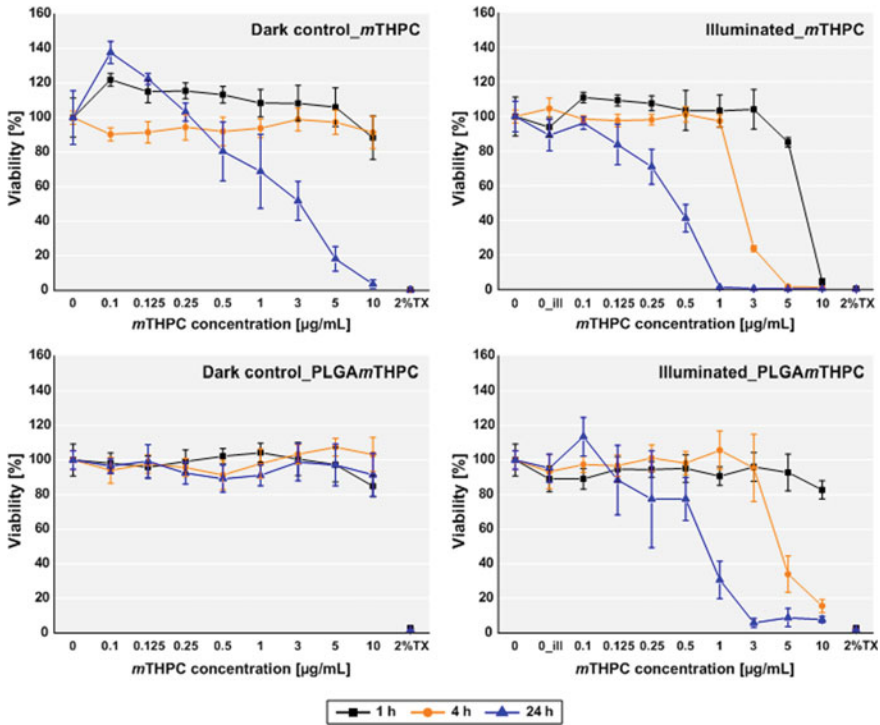 Dark control_mTHPC
Viability [%]
160
140
120
100
80
60
40
20
0
0 0.1 0.125 0.25 0.5 1 3 5 10 2%TX
mTHPC concentration [µg/mL]
Illuminated_mTHPC
Viability [%]
160
140
120
100
80
60
40
20
0
0 0_ill 0.1 0.125 0.25 0.5 1 3 5 10 2%TX
mTHPC concentration [µg/mL]
Dark control_PLGAmTHPC
Viability [%]
160
140
120
100
80
60
40
20
0
0 0.1 0.125 0.25 0.5 1 3 5 10 2%TX
mTHPC concentration [µg/mL]
Illuminated_PLGAmTHPC
Viability [%]
160
140
120
100
80
60
40
20
0
0 0_ill 0.1 0.125 0.25 0.5 1 3 5 10 2%TX
mTHPC concentration [µg/mL]
1 h 4 h 24 h